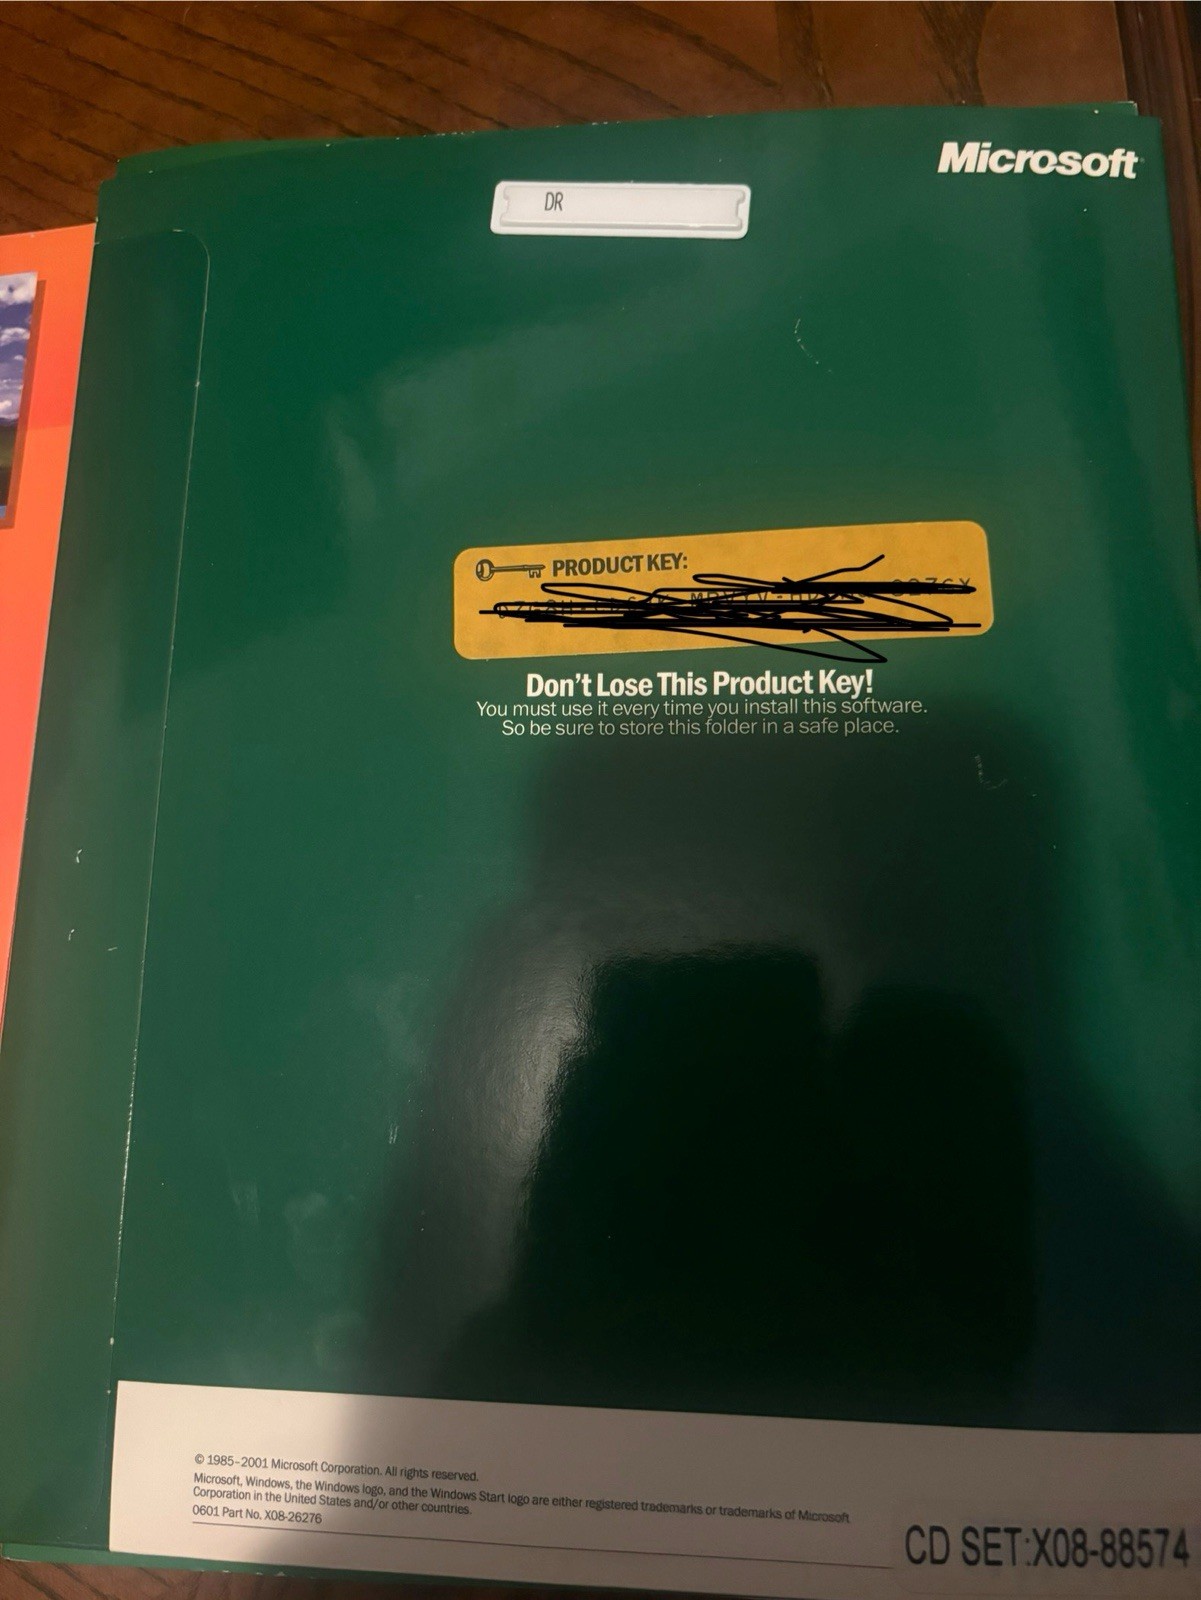 Microsoft
DR
PRODUCT KEY:
Don't Lose This Product Key!
You must use it every time you install this software.
So be sure to store this folder in a safe place.
© 1985–2001 Microsoft Corporation. All rights reserved.
Microsoft, Windows, the Windows logo, and the Windows Start logo are either registered trademarks or trademarks of Microsoft
Corporation in the United States and/or other countries.
0601 Part No. X08-26276
CD SET:X08-88574